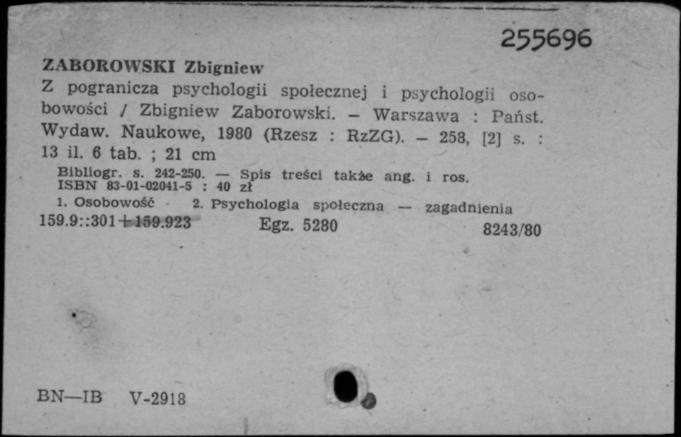 255696
ZABOROWSKI Zbigniew
Z pogranicza psychologii społecznej i psychologii oso-
bowości / Zbigniew Zaborowski. — Warszawa : Państ.
Wydaw. Naukowe, 1980 (Rzesz : RzZG). — 258, [2] s. :
13 il. 6 tab. ; 21 cm
Bibliogr. s. 242-250. — Spis treści także ang. i ros.
ISBN 83-01-02041-5 : 40 zł
1. Osobowość 2. Psychologia społeczna — zagadnienia
159.9::301+159.923 Egz. 5280 8243/80
BN—IB V-2918